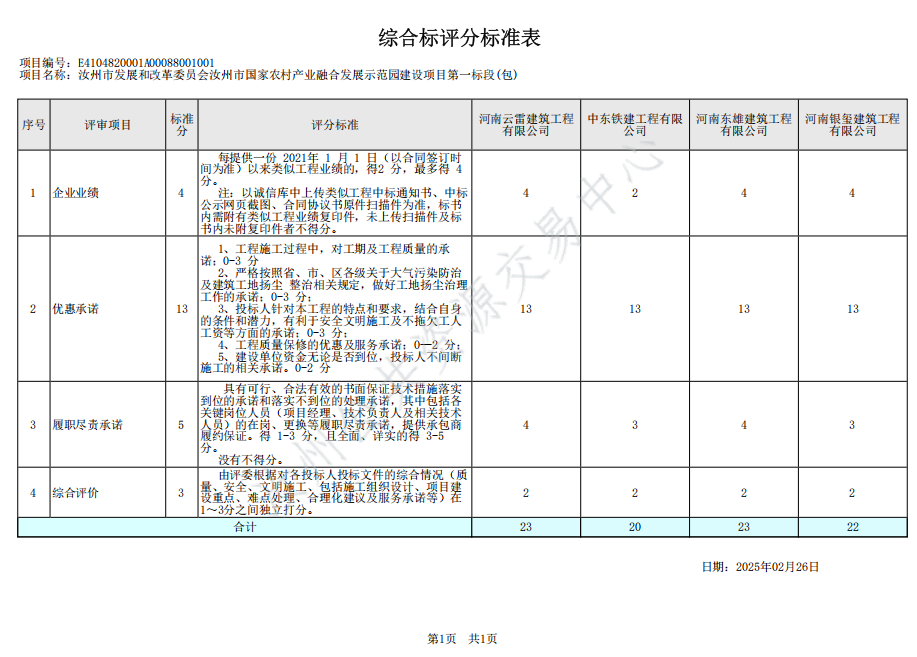 综合标评分标准表
项目编号：E4104820001A00088001001
项目名称：汝州市发展和改革委员会汝州市国家农村产业融合发展示范园建设项目第一标段(包)
序号 评审项目 标准分 评分标准 河南云雷建筑工程有限公司 中东铁建工程有限公司 河南东雄建筑工程有限公司 河南银玺建筑工程有限公司
1 企业业绩 4
每提供一份 2021年 1 月 1 日（以合同签订时
间为准）以来类似工程业绩的，得2 分，最多得 4
分。
注：以诚信库中上传类似工程中标通知书、中标
公示网页截图、合同协议书原件扫描件为准，标书
内需附有类似工程业绩复印件，未上传扫描件及标
书内未附复印件者不得分。
4 2 4 4
2 优惠承诺 13
1、工程施工过程中，对工期及工程质量的承
诺；0-3 分
2、严格按照省、市、区各级关于大气污染防治
及建筑工地扬尘 整治相关规定，做好工地扬尘治理
工作的承诺；0-3 分；
3、投标人针对本工程的特点和要求，结合自身
的条件和潜力，有利于安全文明施工及不拖欠工人
工资等方面的承诺；0-3 分；
4、工程质量保修的优惠及服务承诺；0—2 分；
5、建设单位资金无论是否到位，投标人不间断
施工的相关承诺。0-2 分
13 13 13 13
3 履职尽责承诺 5
具有可行、合法有效的书面保证技术措施落实
到位的承诺和落实不到位的处理承诺，其中包括各
关键岗位人员（项目经理、技术负责人及相关技术
人员）的在岗、更换等履职尽责承诺，提供承包商
履约保证。得 1-3 分，且全面、详实的得 3-5
分。
没有不得分。
4 3 4 3
4 综合评价 3
由评委根据对各投标人投标文件的综合情况（质
量、安全、文明施工、包括施工组织设计、项目建
设重点、难点处理、合理化建议及服务承诺等）在
1～3分之间独立打分。
2 2 2 2
合计 23 20 23 22
日期：2025年02月26日
第1页 共1页
州 共资源交易中心